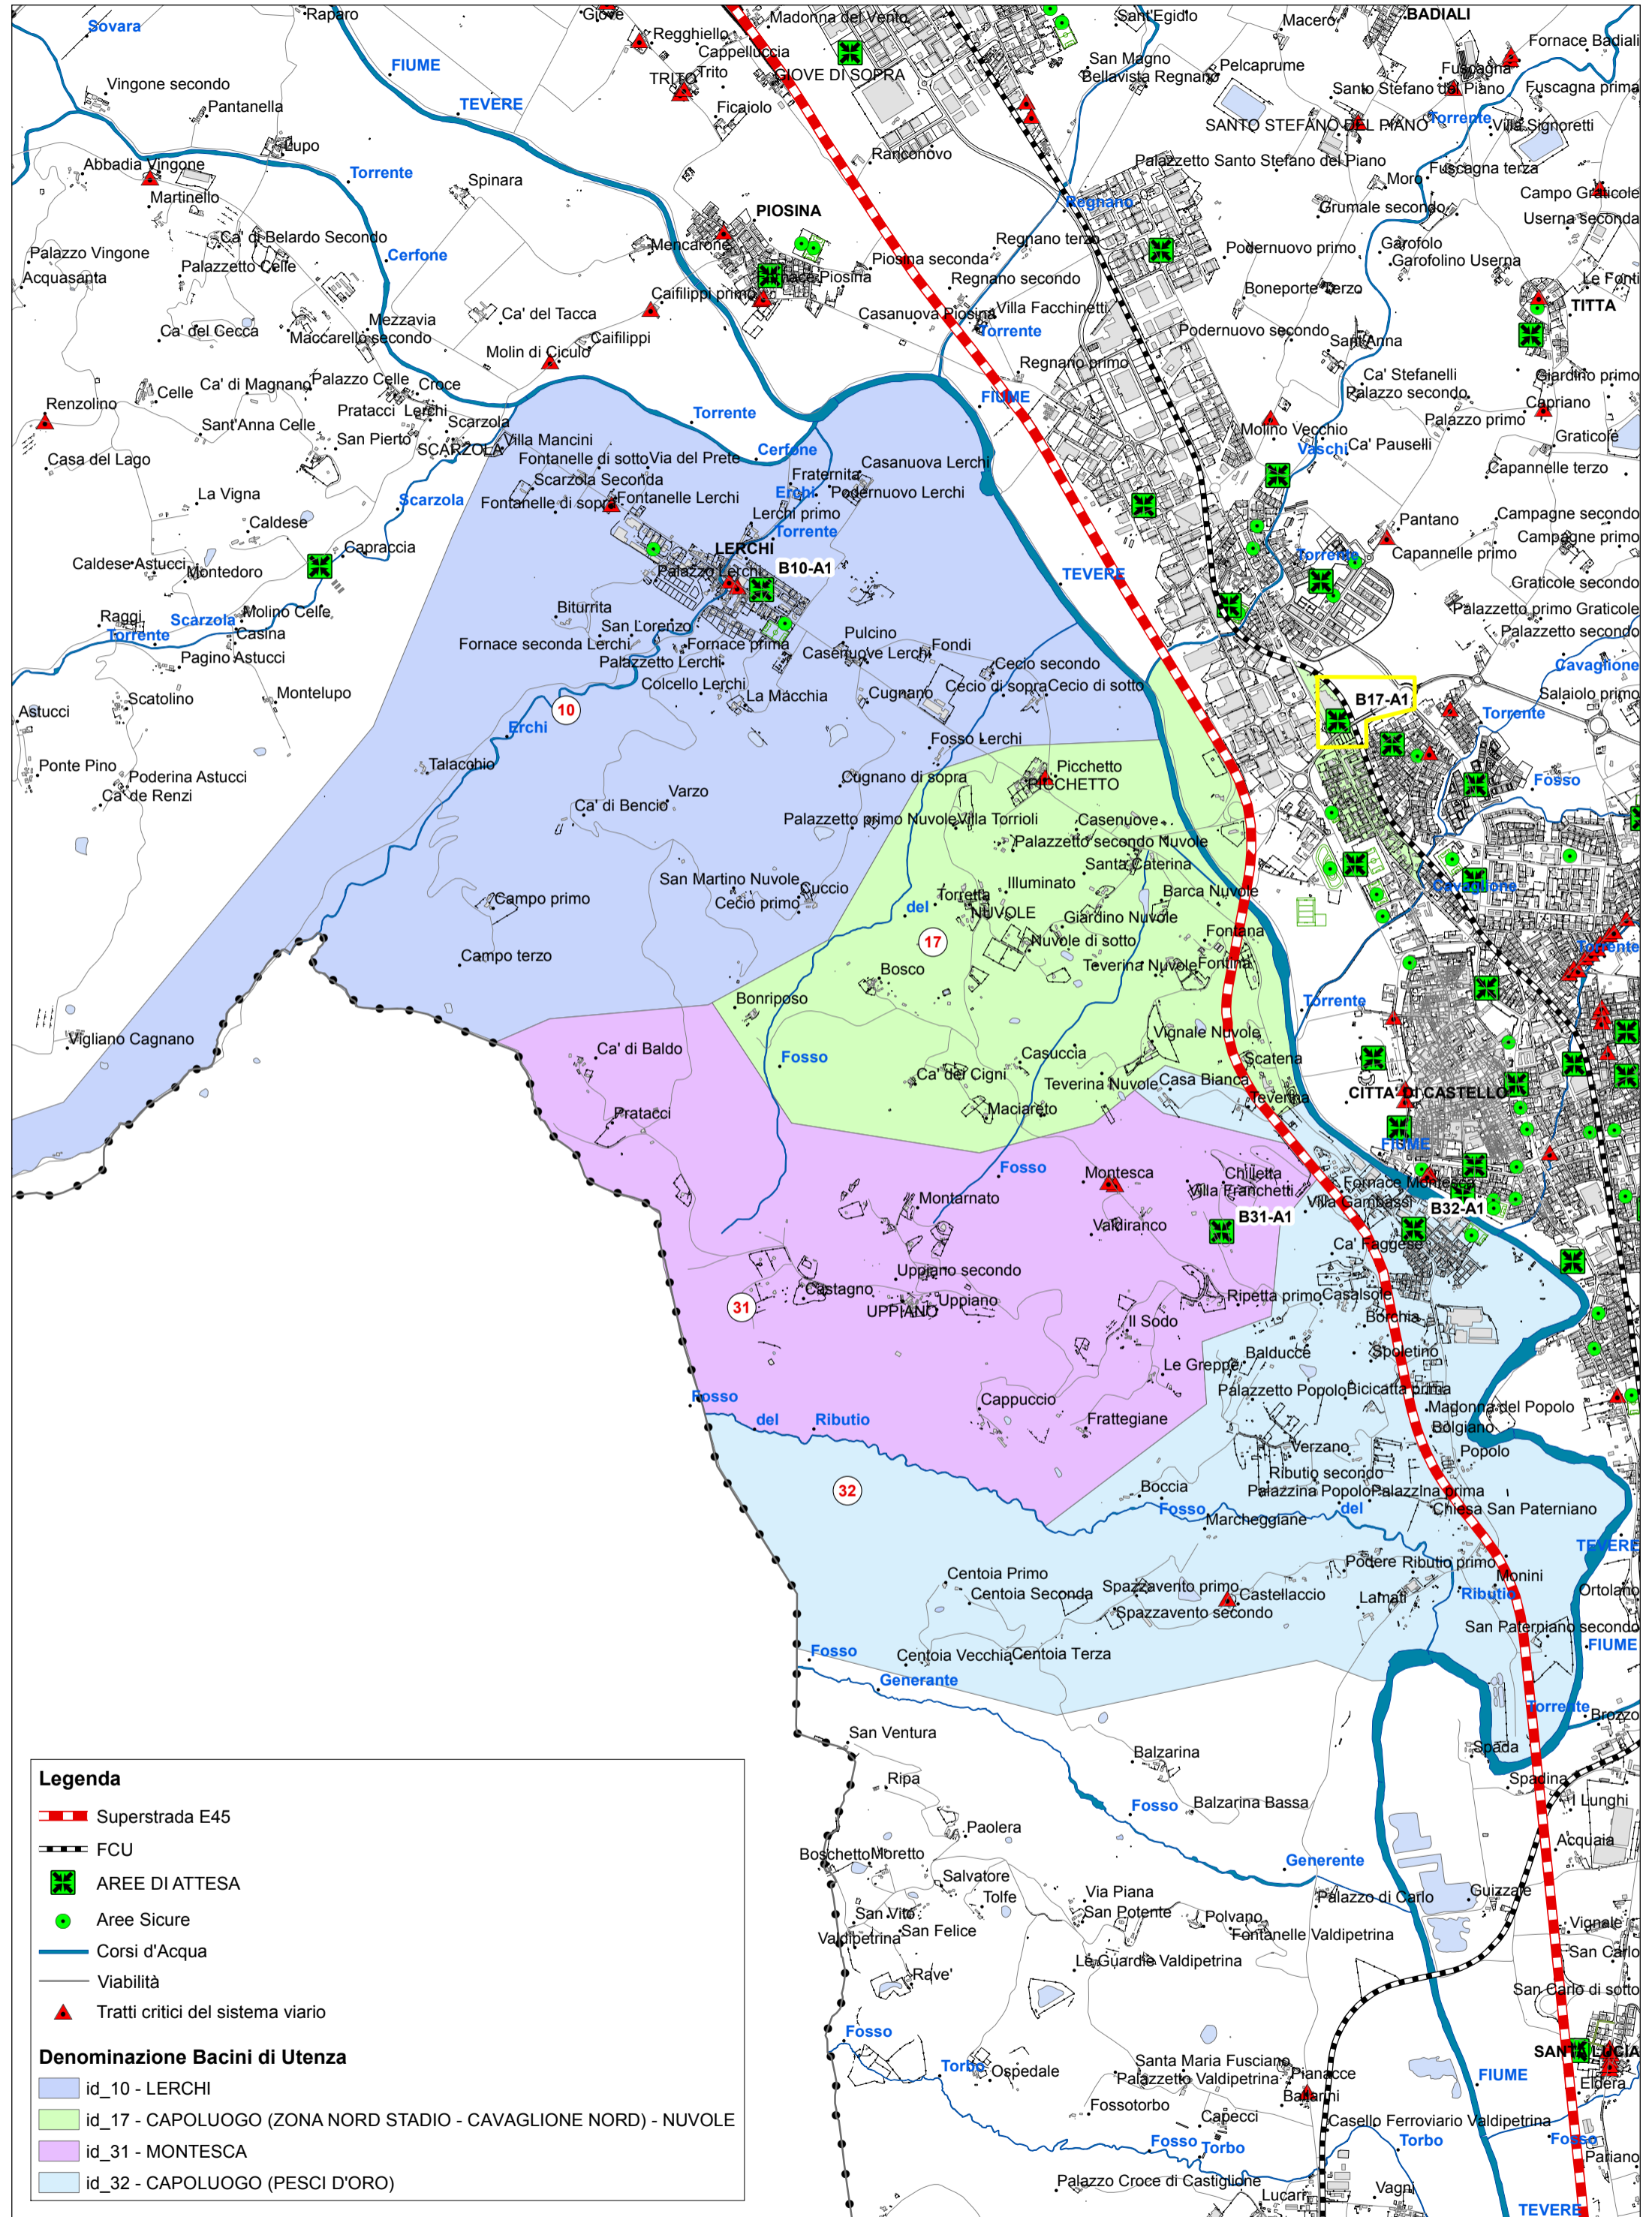 Sovara
Raparo
Giove
Regghiello
Cappelluccia
Madonna del Vento
Sant'Egidio
Macero
BADIALI
Fornace Badiali
FIUME
TEVERE
TRITO
Trito
GIOVE DI SOPRA
San Magno
Bellavista Regnano
Pelcaprume
Fuscagna
Santo Stefano del Piano
Fuscagna prima
Vingone secondo
Pantanella
Ficaiolo
SANTO STEFANO DEL PIANO
Torrente
Villa Signoretti
Lupo
Ranconovo
Palazzetto Santo Stefano del Piano
Abbadia Vingone
Torrente
Spinara
Moro
Fuscagna terza
Martinello
PIOSINA
Regnano
Grumale secondo
Campo Graticole
Userna Seconda
Ca' di Belardo Secondo
Mencarone
Regnano terzo
Podernuovo primo
Garofolo
Palazzo Vingone
Cerfone
Palazzetto Celle
Piosina seconda
Garofolino Userna
Acquasanta
Regnano secondo
Boneporte Terzo
Le Fonti
Caifilippi primo
Villa Facchinetti
TITTA
Ca' del Tacca
Casanuova Piosina
Mezzavia
Ca' del Cecca
Maccarello secondo
Torrente
Podernuovo secondo
Caifilippi
Sant'Anna
Molin di Ciculo
Regnano primo
Ca' Stefanelli
Giardino primo
Ca' di Magnano
Palazzo Celle
Croce
Celle
FIUME
Palazzo secondo
Renzolino
Pratacci Lerchi
Torrente
Capriano
Palazzo primo
Sant'Anna Celle
Scarzola
Molino Vecchio
San Pierto
SCARZOLA
Villa Mancini
Cerfone
Vaschi
Ca' Pauselli
Graticole
Casa del Lago
Fontanelle di sotto
Via del Prete
Casanuova Lerchi
Capannelle terzo
Scarzola Seconda
Fraternita
La Vigna
Scarzola
Fontanelle di sopra
Fontanelle Lerchi
Erchi
Podernuovo Lerchi
Lerchi primo
Caldese
Torrente
Pantano
Campagne secondo
Capraccia
LERCHI
Campagne primo
Torrente
Capannelle primo
Caldese Astucci
Montedoro
Palazzo Lerchi
B10-A1
TEVERE
Graticole secondo
Raggi
Scarzola
Molino Celle
Biturrita
Palazzetto primo Graticole
Torrente
Casina
San Lorenzo
Pulcino
Palazzetto secondo
Pagino Astucci
Fornace seconda Lerchi
Fornace prima
Casenuove Lerchi
Fondi
Palazzetto Lerchi
Cecio secondo
Cavaglione
Scatolino
Montelupo
Colcello Lerchi
La Macchia
Cugnano
Cecio di sopra
Cecio di sotto
Salaiolo primo
Astucci
10
B17-A1
Torrente
Erchi
Fosso Lerchi
Ponte Pino
Poderina Astucci
Talacchio
Picchetto
Cugnano di sopra
PICCHETTO
Fosso
Ca' de Renzi
Varzo
Ca' di Bencio
Palazzetto primo Nuvole
Villa Torrioli
Casenuove
Palazzetto secondo Nuvole
Santa Caterina
San Martino Nuvole
Cuccio
Illuminato
Barca Nuvole
Cavaglione
Campo primo
Cecio primo
del
Torretta
NUVOLE
Giardino Nuvole
17
Nuvole di sotto
Fontana
Torrente
Campo terzo
Bosco
Teverina Nuvole
Fontina
Bonriposo
Torrente
Vigliano Cagnano
Vignale Nuvole
Ca' di Baldo
Fosso
Casuccia
Scatena
Ca' dei Cigni
Teverina Nuvole
Casa Bianca
Pratacci
Maciareto
Teverina
CITTA' DI CASTELLO
FIUME
Fosso
Montesca
Chilletta
Fornace Montesca
Villa Franchetti
Montarnato
Villa Gambassi
Valdiranco
B31-A1
B32-A1
Ca' Faggese
Uppiano secondo
Castagno
31
UPPIANO
Uppiano
Ripetta primo
Casalsole
Il Sodo
Borchia
Balducce
Spoletino
Le Greppe
Fosso
Palazzetto Popolo
Bicicatta prima
Cappuccio
del
Ributio
Frattegiane
Madonna del Popolo
Bolgiano
Verzano
Popolo
32
Ributio secondo
Boccia
Palazzina Popolo
Palazzina prima
Fosso
del
Chiesa San Paterniano
Marcheggiane
TEVERE
Centoia Primo
Podere
Ributio primo
Centoia Seconda
Spazzavento primo
Castellaccio
Monini
Ortolano
Spazzavento secondo
Lamati
Ributio
San Paterniano secondo
Fosso
Centoia Vecchia
Centoia Terza
FIUME
Generante
Torrente
Brozzo
San Ventura
Spada
Balzarina
Ripa
Spadina
Balzarina Bassa
I Lunghi
Fosso
Paolera
Acquaia
Boschetto
Moretto
Generente
Salvatore
Tolfe
Via Piana
Palazzo di Carlo
Guizzale
San Vito
San Potente
Polvano
San Felice
Valdipetrina
Fontanelle Valdipetrina
Vignale
Le Guardie Valdipetrina
San Carlo
Rave'
San Carlo di sotto
Fosso
Torbo
Ospedale
Santa Maria Fusciano
SANTA LUCIA
Palazzetto Valdipetrina
Pianacce
FIUME
Eldera
Ballarini
Fossotorbo
Capecci
Casello Ferroviario Valdipetrina
Fosso
Torbo
Torbo
Fosso
Pariano
Palazzo Croce di Castiglione
Lucarr
Vagni
TEVERE
Legenda
Superstrada E45
FCU
AREE DI ATTESA
Aree Sicure
Corsi d'Acqua
Viabilità
Tratti critici del sistema viario
Denominazione Bacini di Utenza
id_10 - LERCHI
id_17 - CAPOLUOGO (ZONA NORD STADIO - CAVAGLIONE NORD) - NUVOLE
id_31 - MONTESCA
id_32 - CAPOLUOGO (PESCI D'ORO)